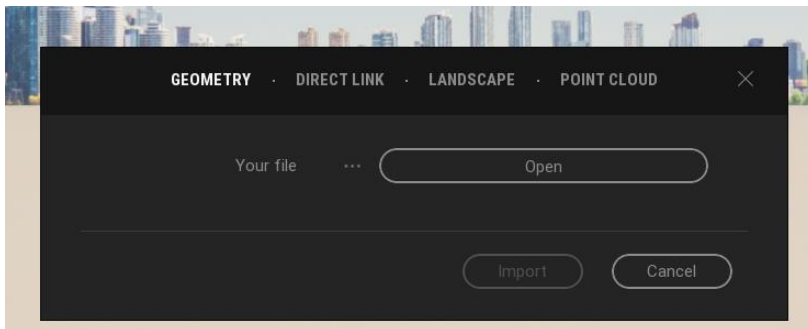 GEOMETRY · DIRECT LINK · LANDSCAPE · POINT CLOUD
Your file ··· Open
Import Cancel